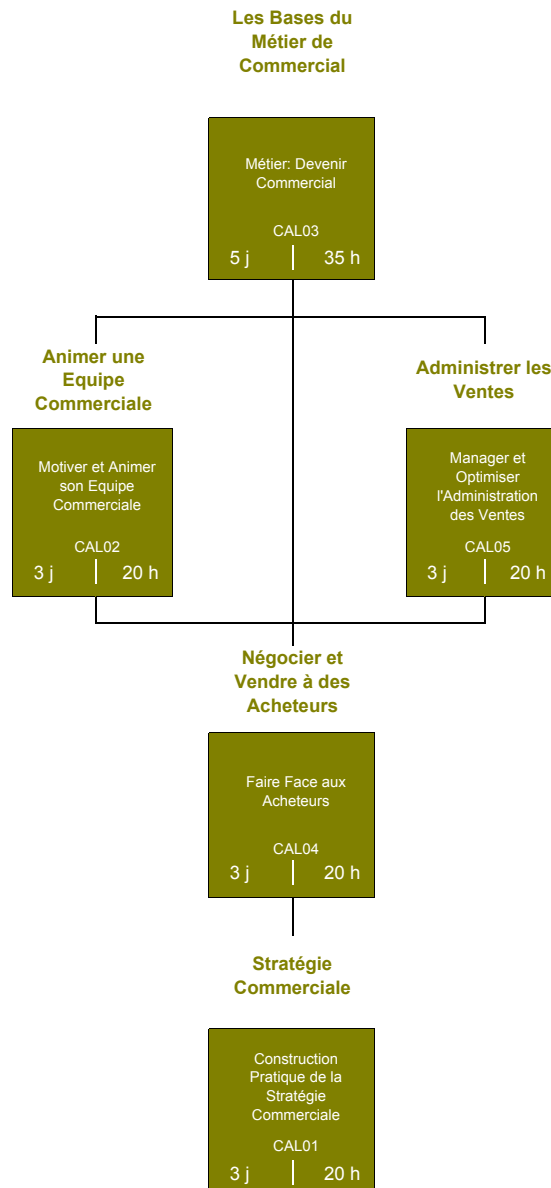 Les Bases du
Métier de
Commercial
Métier: Devenir
Commercial
CAL03
5 j 35 h
Animer une
Equipe
Commerciale
Motiver et Animer
son Equipe
Commerciale
CAL02
3 j 20 h
Administrer les
Ventes
Manager et
Optimiser
l'Administration
des Ventes
CAL05
3 j 20 h
Négocier et
Vendre à des
Acheteurs
Faire Face aux
Acheteurs
CAL04
3 j 20 h
Stratégie
Commerciale
Construction
Pratique de la
Stratégie
Commerciale
CAL01
3 j 20 h